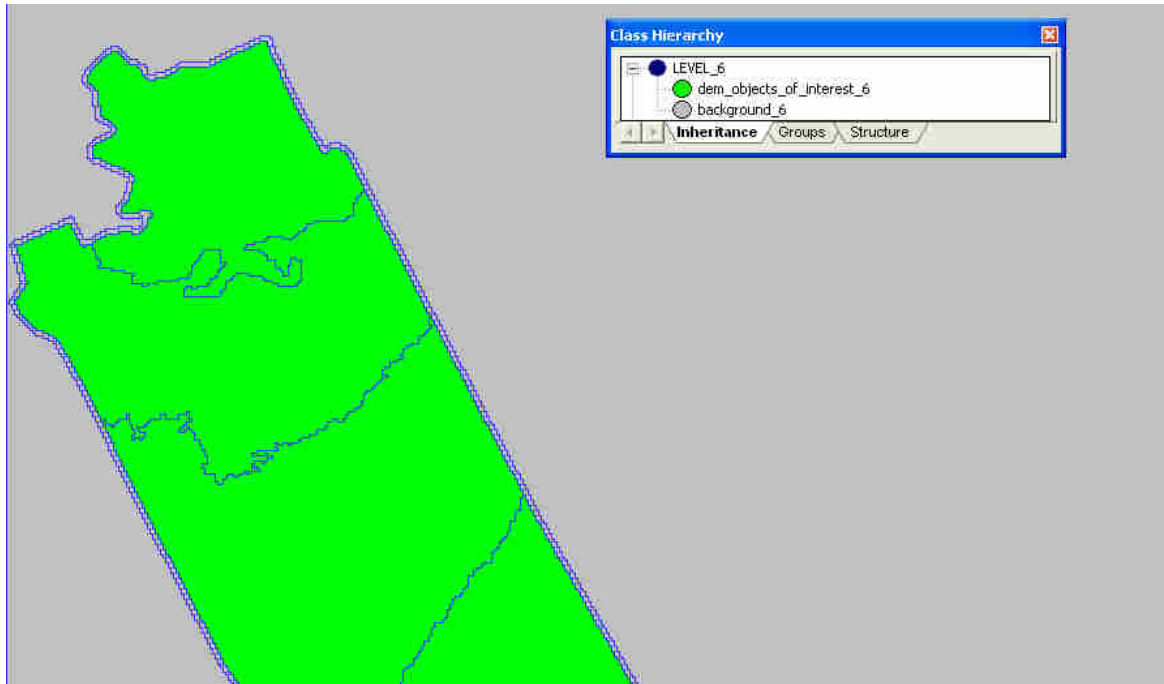 Class Hierarchy
LEVEL_6
dem_objects_of_interest_6
background_6
Inheritance Groups Structure